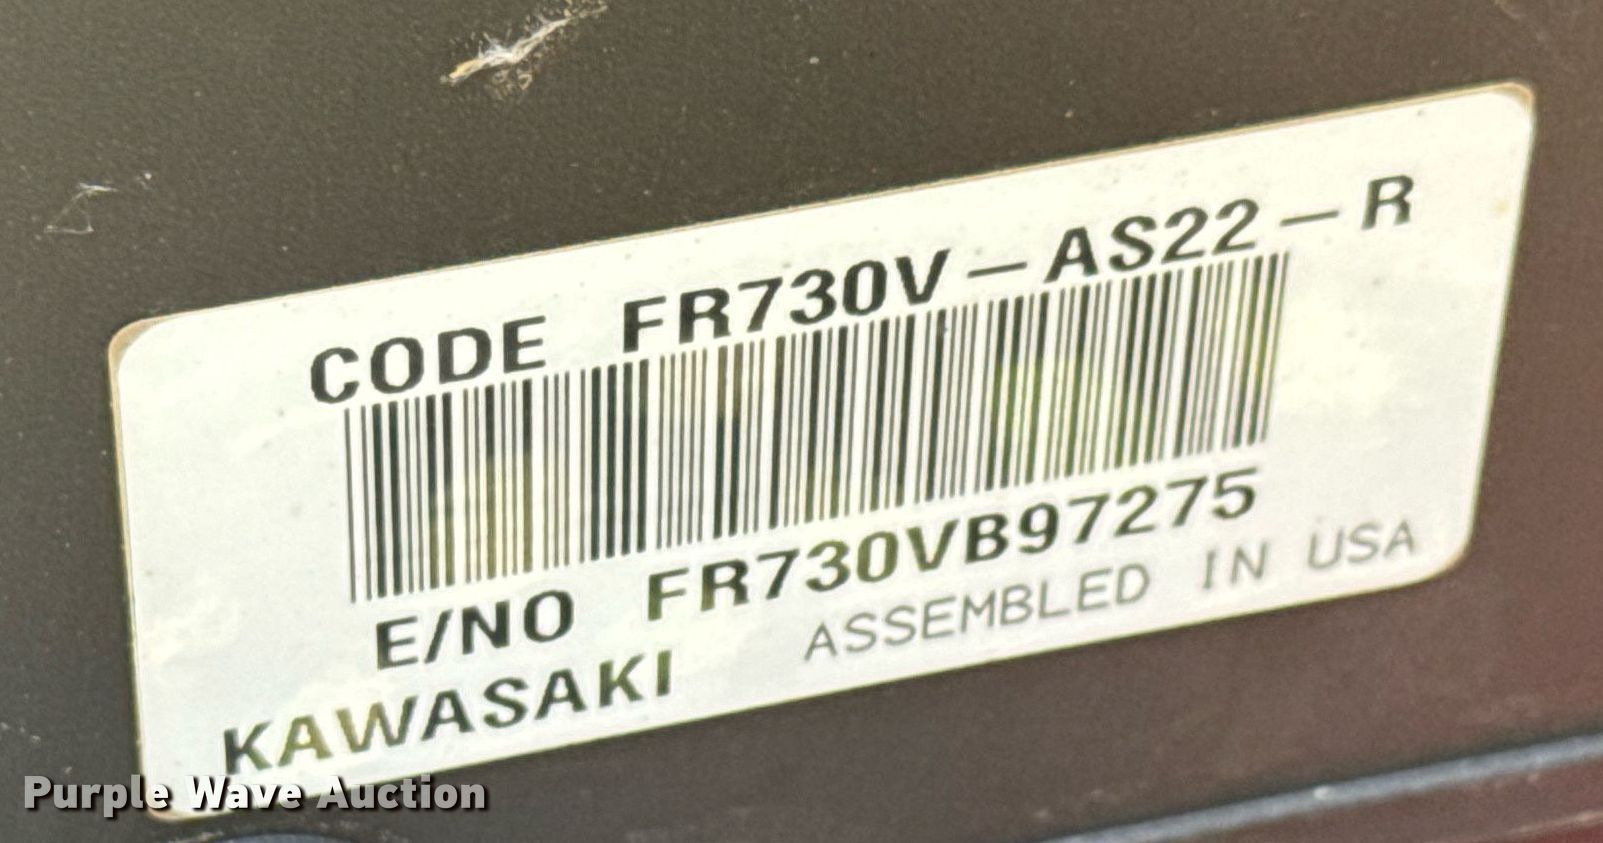 CODE FR730V-AS22-R
E/NO FR730VB97275
KAWASAKI ASSEMBLED IN USA
Purple Wave Auction